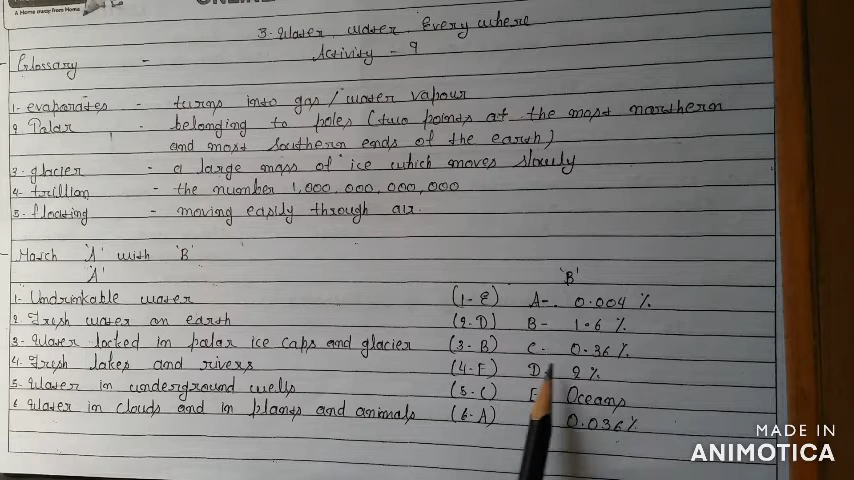 A Home away from Home
3. Water, water, Every where
Activity - 9
Glossary -
1. evaporates - turns into gas/water vapour
2 Polar - belonging to poles (two points at the most northern
and most southern ends of the earth)
3. glacier - a large mass of ice which moves slowly
4. trillion - the number 1,000,000,000,000
5. floating - moving easily through air.
Match 'A' with 'B'
'A' 'B'
1. Undrinkable water (1-E) A-. 0.004 %
2 Fresh water on earth (2-D) B- 1.6 %
3. Water locked in polar ice caps and glacier (3-B) C- 0.36 %
4. Fresh lakes and rivers (4-F) D 2 %
5. Water in underground wells (5-C) E Oceans
6 Water in clouds and in plants and animals (6-A) 0.036 %
MADE IN
ANIMOTICA